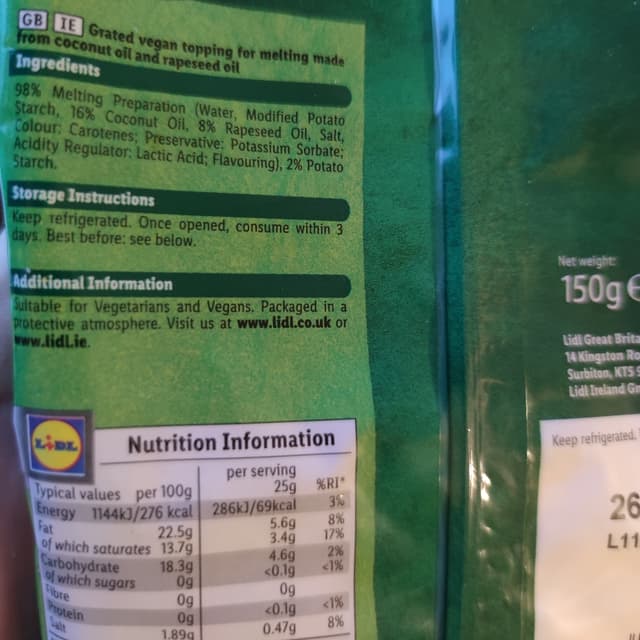 GB IE Grated vegan topping for melting made
from coconut oil and rapeseed oil
Ingredients
98% Melting Preparation (Water, Modified Potato
Starch, 16% Coconut Oil, 8% Rapeseed Oil, Salt,
Colour: Carotenes; Preservative: Potassium Sorbate;
Acidity Regulator: Lactic Acid; Flavouring), 2% Potato
Starch.
Storage Instructions
Keep refrigerated. Once opened, consume within 3
days. Best before: see below.
Additional Information
Suitable for Vegetarians and Vegans. Packaged in a
protective atmosphere. Visit us at www.lidl.co.uk or
www.lidl.ie.
LIDL
Nutrition Information
Typical values per 100g per serving 25g %RI*
Energy 1144kJ/276 kcal 286kJ/69kcal 3%
Fat 22.5g 5.6g 8%
of which saturates 13.7g 3.4g 17%
Carbohydrate 18.3g 4.6g 2%
of which sugars 0g <0.1g <1%
Fibre 0g 0g
Protein 0g <0.1g <1%
Salt 1.89g 0.47g 8%
Net weight:
150g e
Lidl Great Brita
14 Kingston Ro
Surbiton, KT5
Lidl Ireland Gm
Keep refrigerated.
26
L11